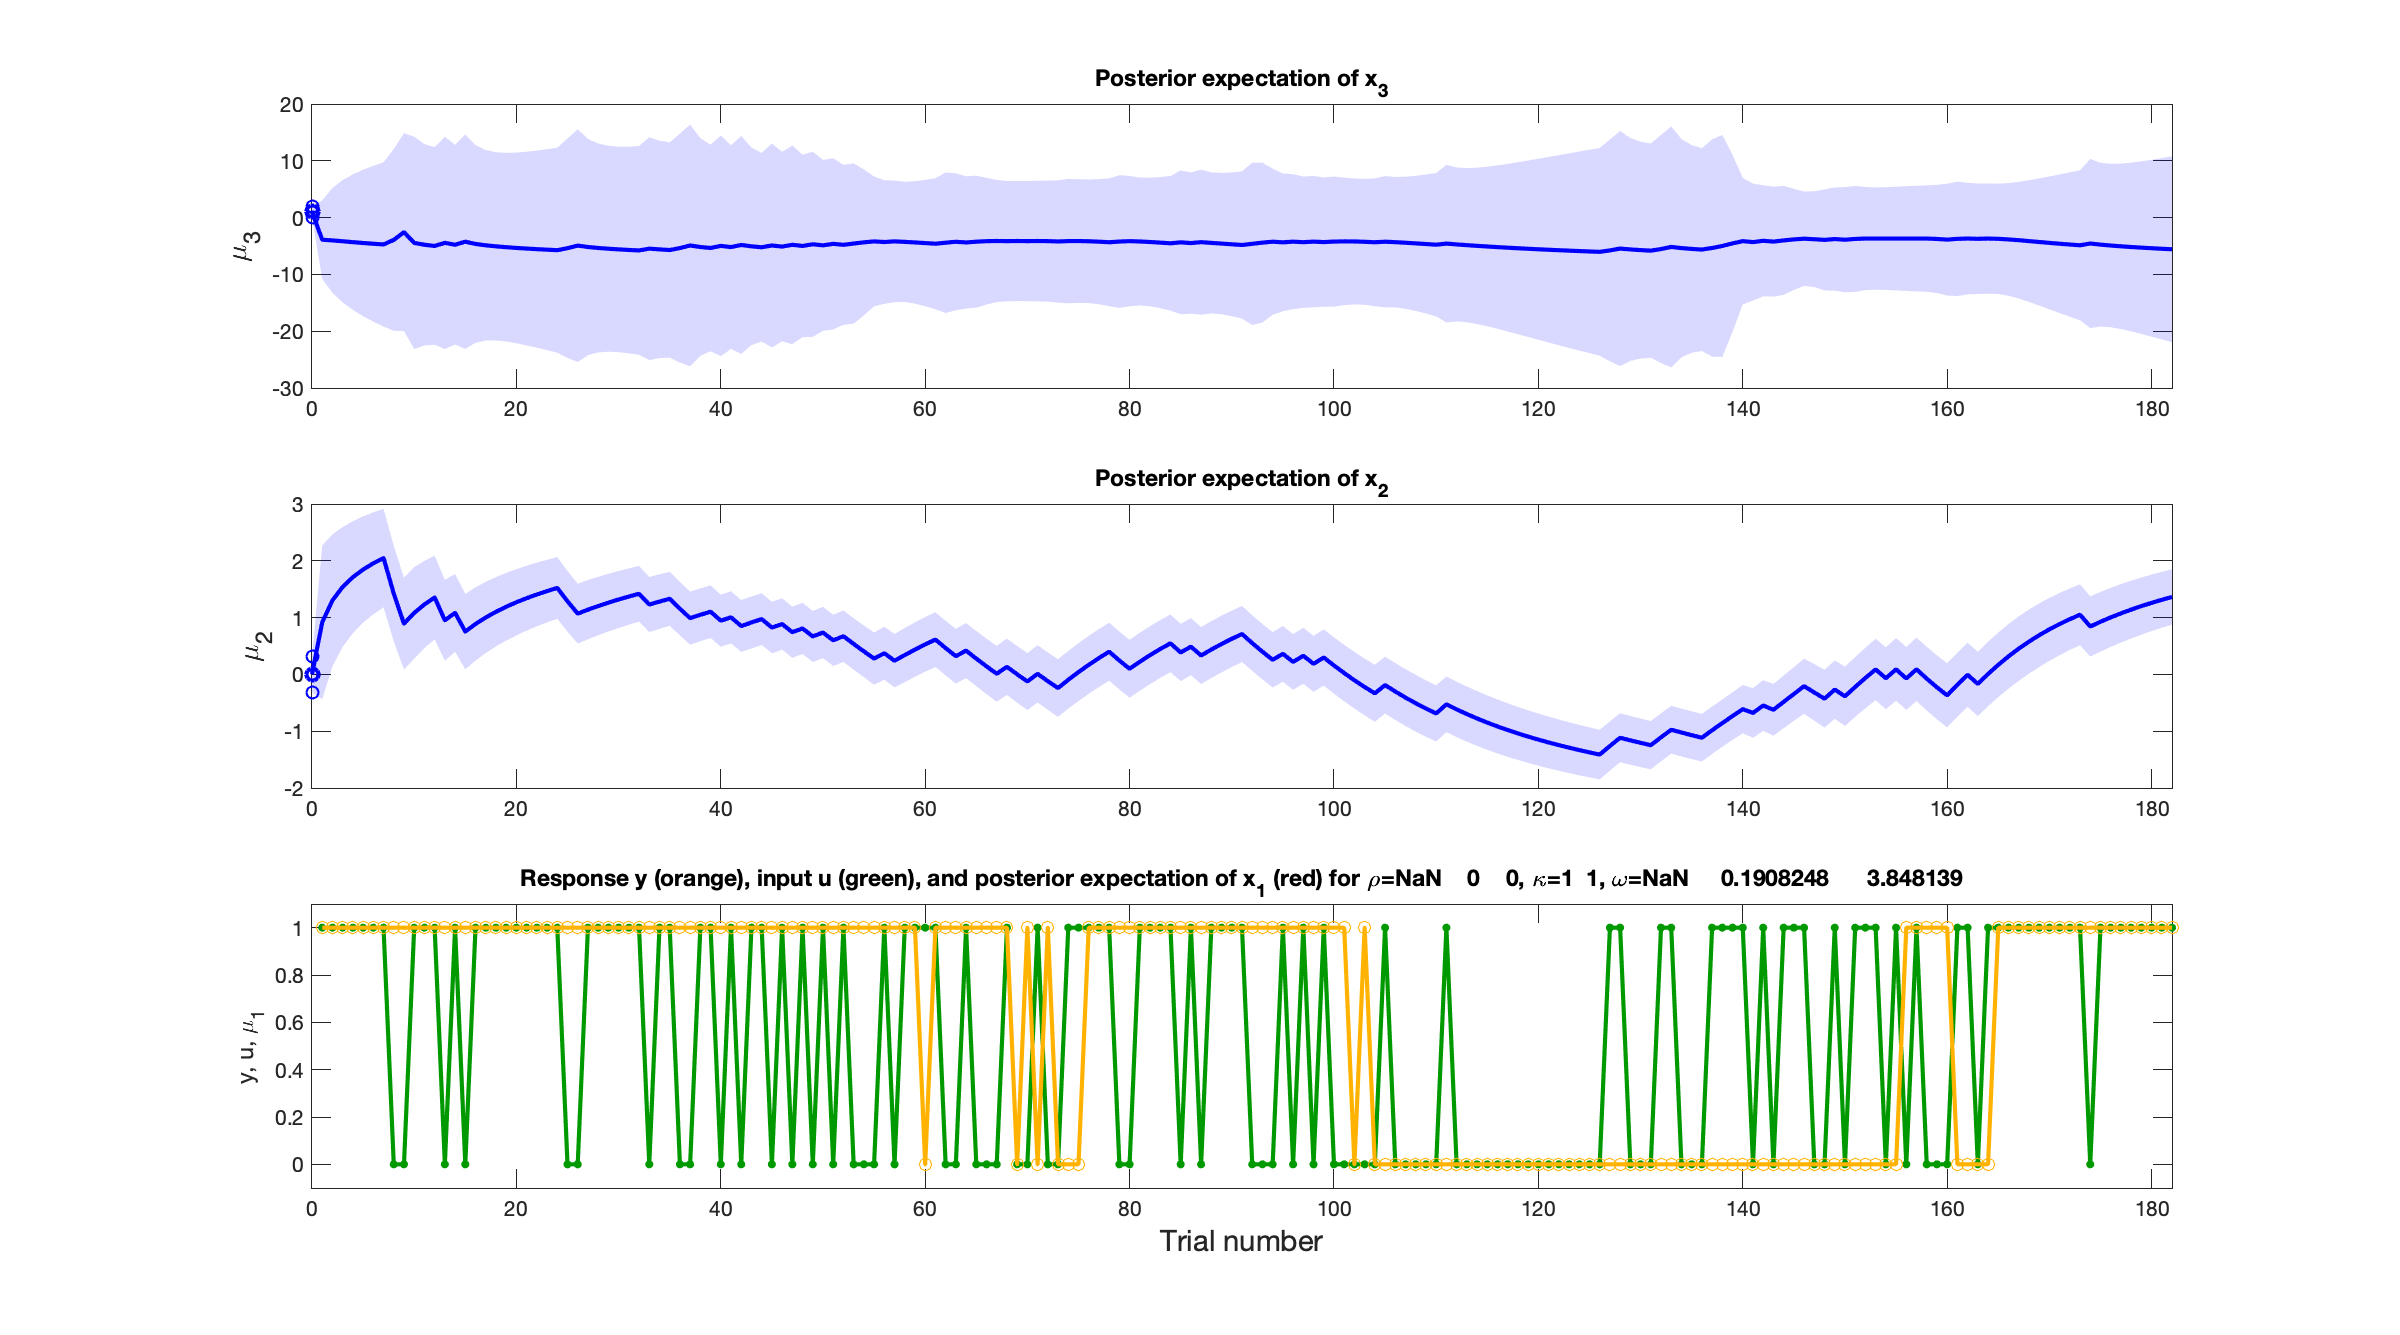 Posterior expectation of x3
20
10
0
-10
-20
-30
μ3
0 20 40 60 80 100 120 140 160 180
Posterior expectation of x2
3
2
1
0
-1
-2
μ2
0 20 40 60 80 100 120 140 160 180
Response y (orange), input u (green), and posterior expectation of x1 (red) for ρ=NaN 0 0, κ=1 1, ω=NaN 0.1908248 3.848139
1
0.8
0.6
0.4
0.2
0
y, u, μ1
0 20 40 60 80 100 120 140 160 180
Trial number